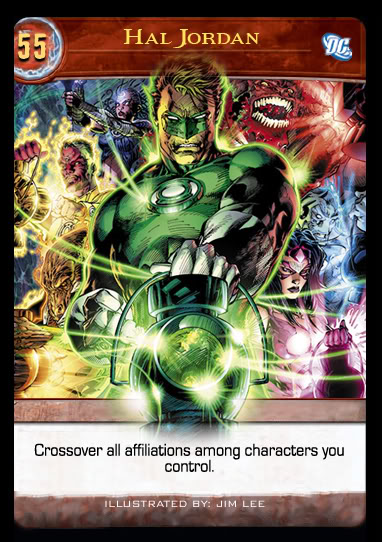 55
HAL JORDAN
DC
Crossover all affiliations among characters you
control.
ILLUSTRATED BY: JIM LEE